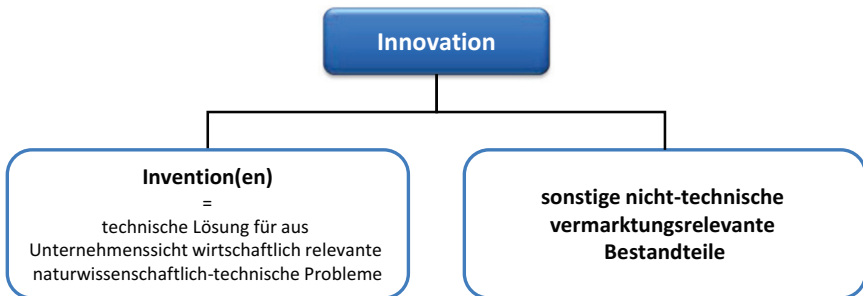 Innovation
Invention(en)
=
technische Lösung für aus
Unternehmenssicht wirtschaftlich relevante
naturwissenschaftlich-technische Probleme
sonstige nicht-technische
vermarktungsrelevante
Bestandteile